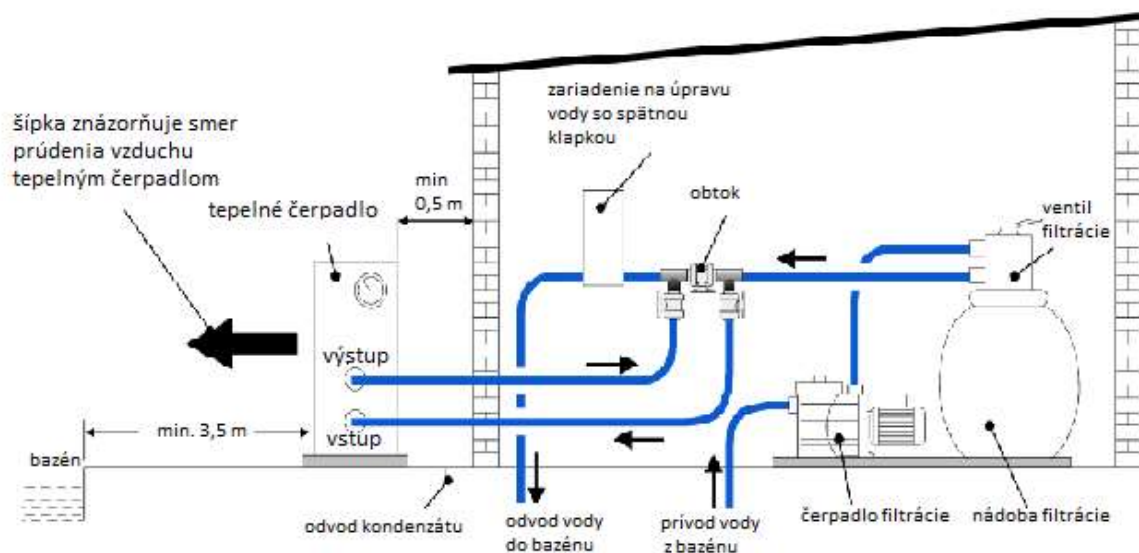 zariadenie na úpravu
vody so spätnou
klapkou
šípka znázorňuje smer
prúdenia vzduchu
tepelným čerpadlom
min
0,5 m
obtok
tepelné čerpadlo
ventil
filtrácie
výstup
min. 3,5 m
vstup
bazén
odvod kondenzátu
odvod vody
do bazénu
prívod vody
z bazénu
čerpadlo filtrácie
nádoba filtrácie